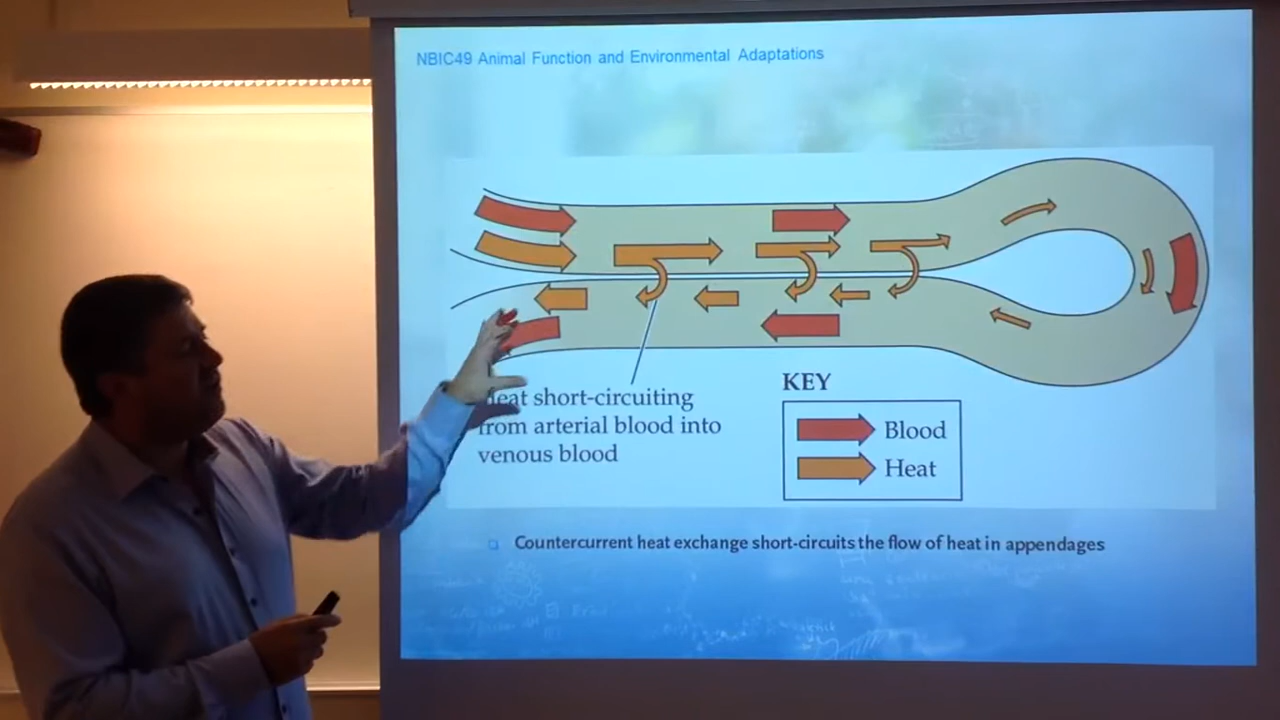 NBIC49 Animal Function and Environmental Adaptations
Heat short-circuiting
from arterial blood into
venous blood
KEY
Blood
Heat
Countercurrent heat exchange short-circuits the flow of heat in appendages